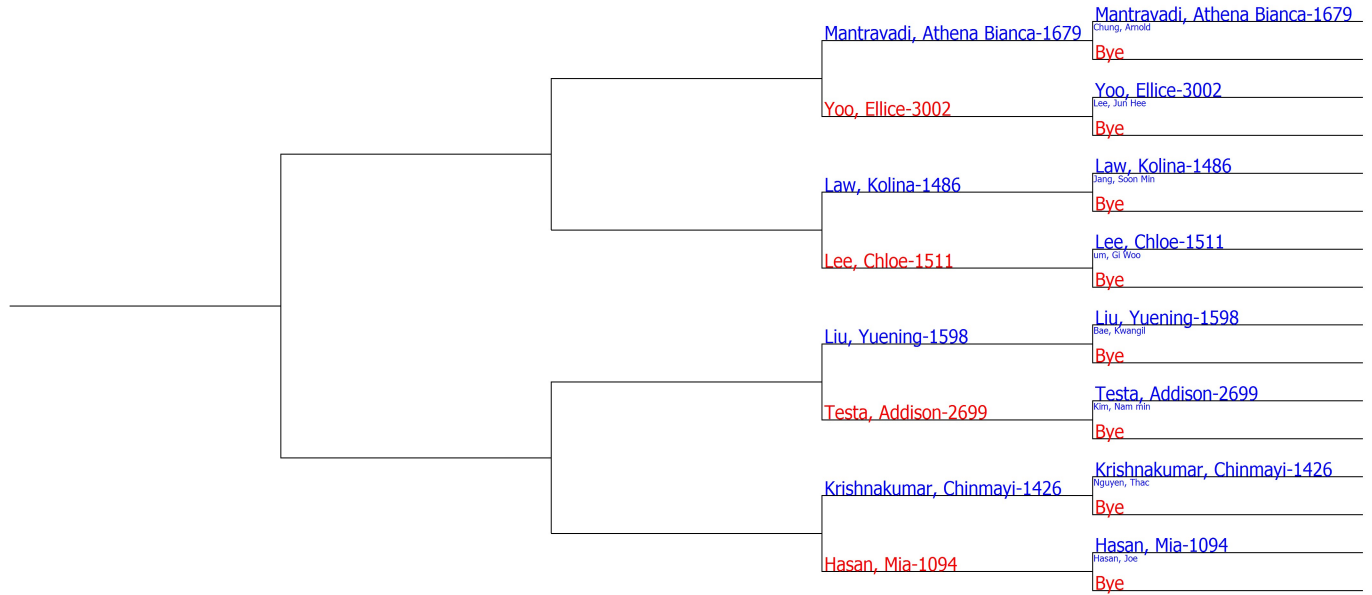 Mantravadi, Athena Bianca-1679
Chung, Arnold
Bye
Mantravadi, Athena Bianca-1679
Yoo, Ellice-3002
Lee, Jun Hee
Bye
Yoo, Ellice-3002
Law, Kolina-1486
Jang, Soon Min
Bye
Law, Kolina-1486
Lee, Chloe-1511
um, Gi Woo
Bye
Lee, Chloe-1511
Liu, Yuening-1598
Bae, Kwangil
Bye
Liu, Yuening-1598
Testa, Addison-2699
Kim, Nam min
Bye
Testa, Addison-2699
Krishnakumar, Chinmayi-1426
Nguyen, Thac
Bye
Krishnakumar, Chinmayi-1426
Hasan, Mia-1094
Hasan, Joe
Bye
Hasan, Mia-1094